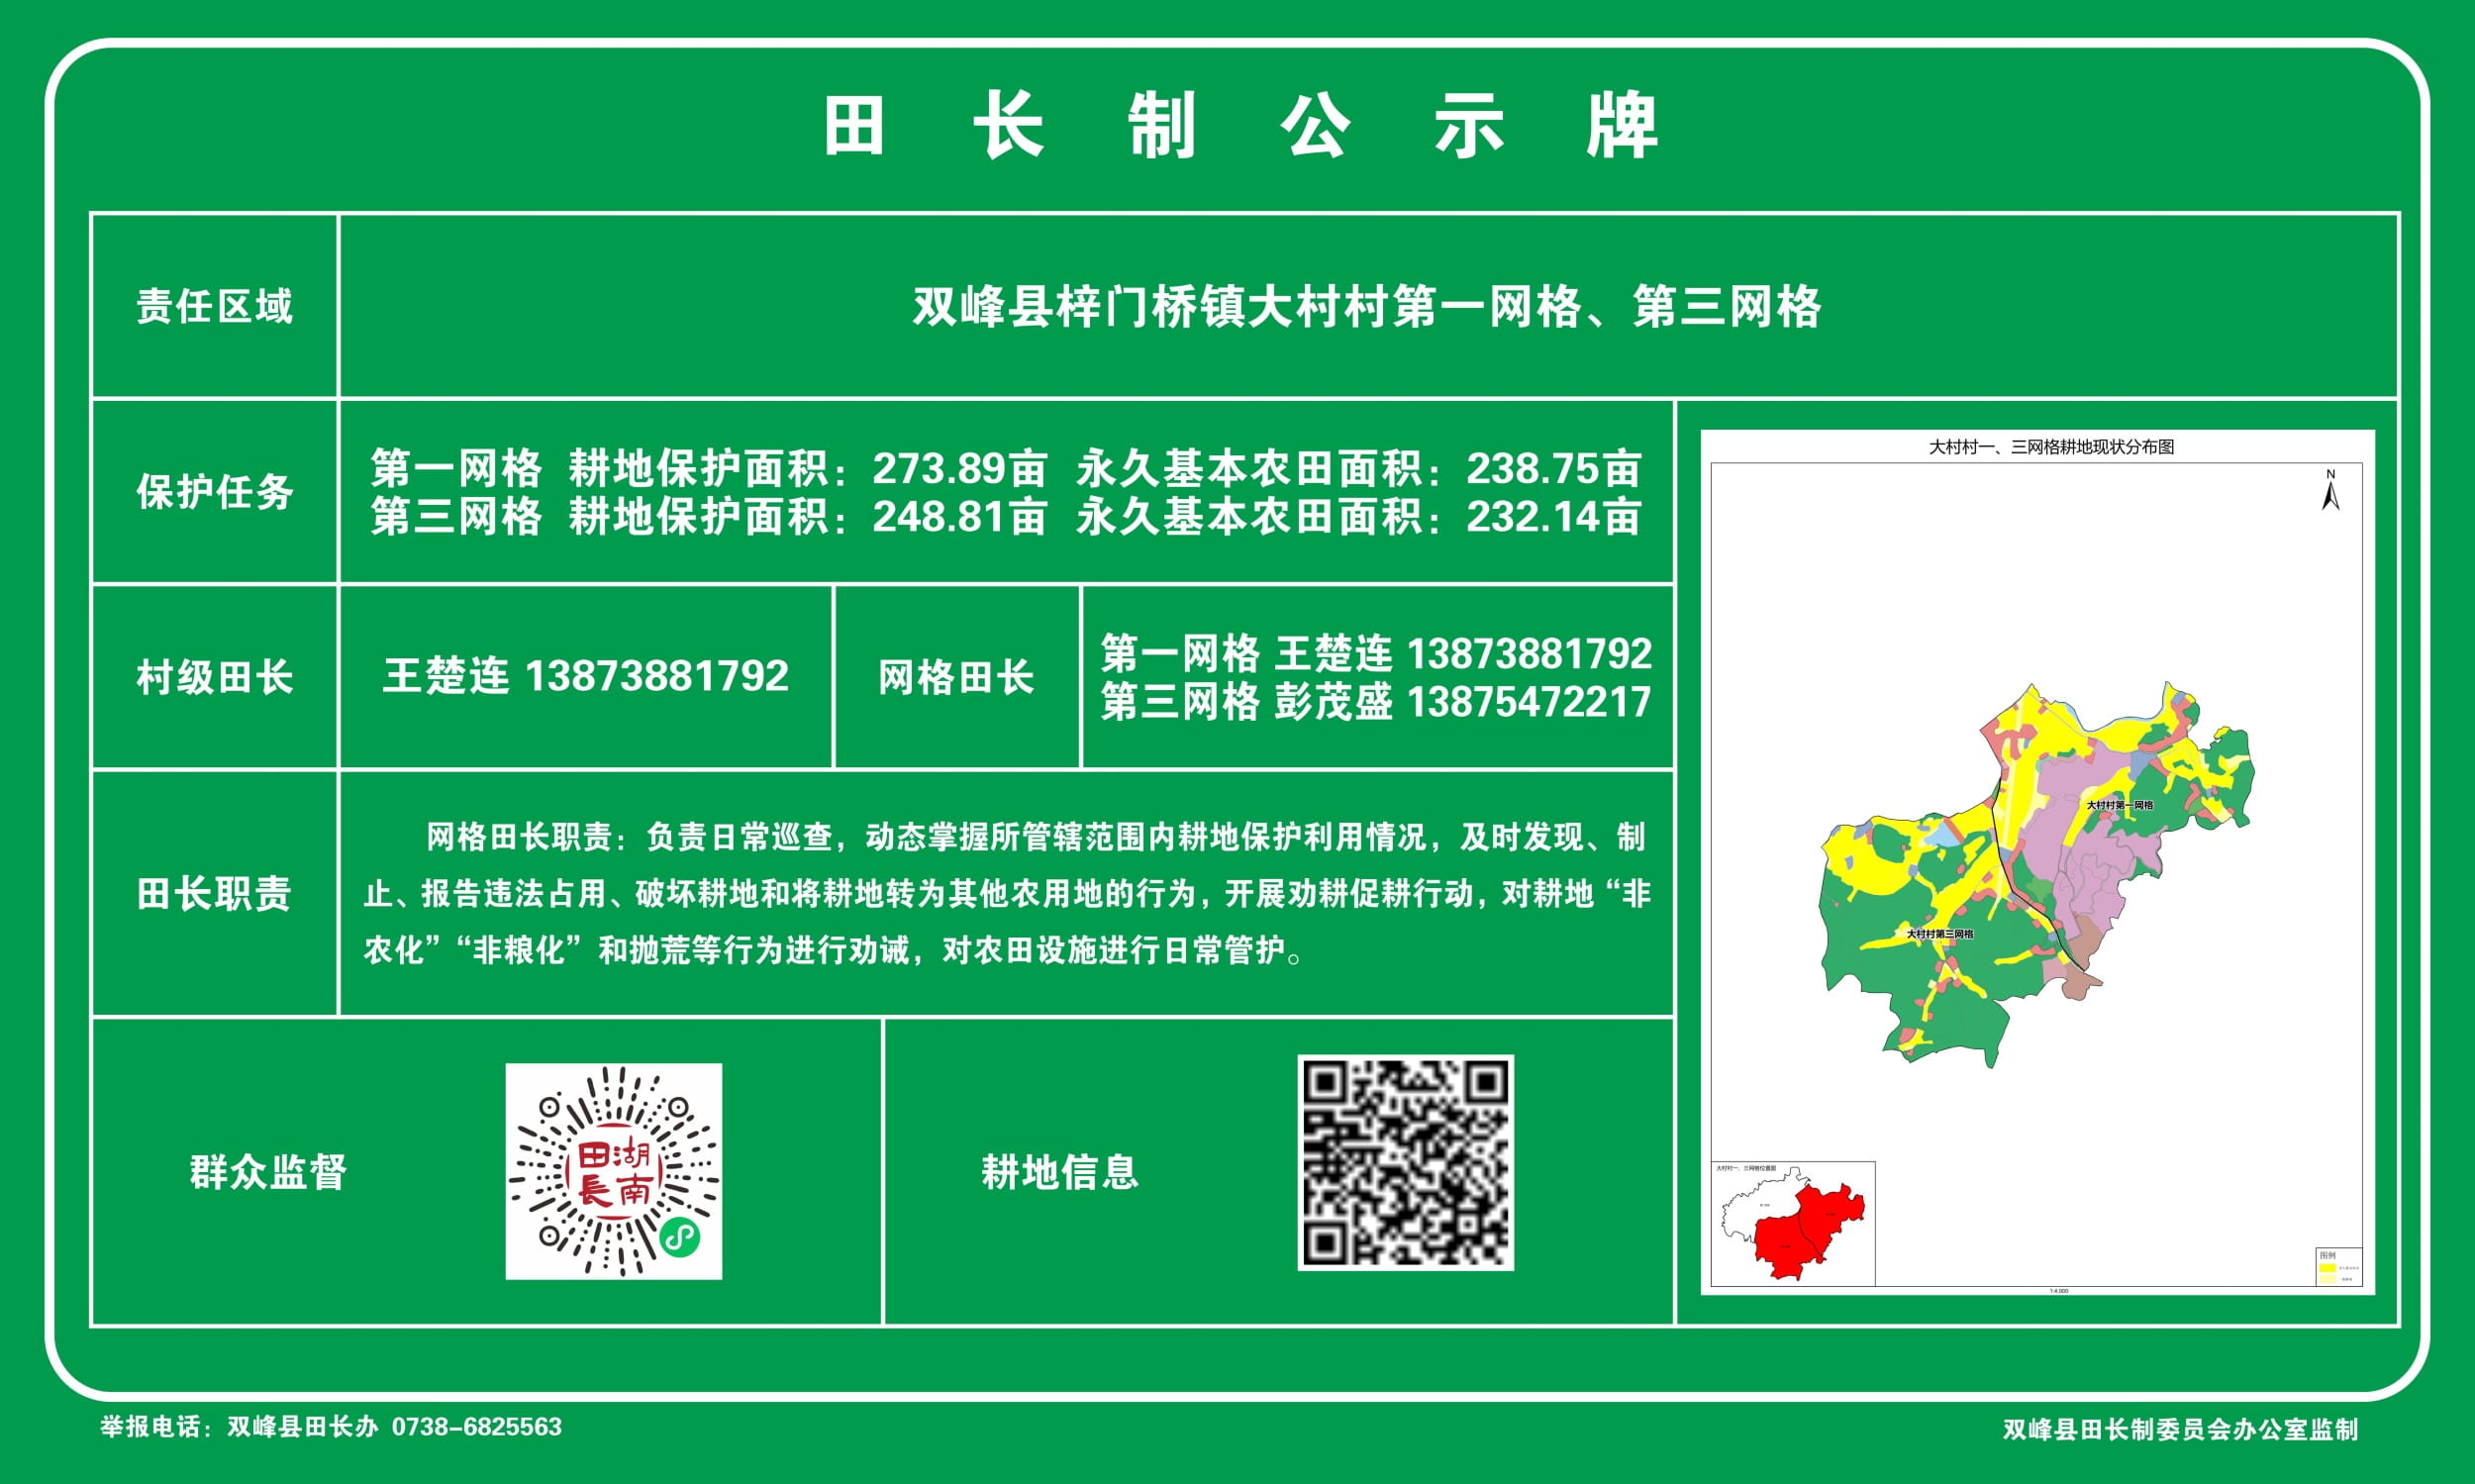 田长制公示牌
责任区域
双峰县梓门桥镇大村村第一网格、第三网格
保护任务
第一网格 耕地保护面积：273.89亩 永久基本农田面积：238.75亩
第三网格 耕地保护面积：248.81亩 永久基本农田面积：232.14亩
村级田长
王楚连 13873881792
网格田长
第一网格 王楚连 13873881792
第三网格 彭茂盛 13875472217
田长职责
网格田长职责：负责日常巡查，动态掌握所管辖范围内耕地保护利用情况，及时发现、制
止、报告违法占用、破坏耕地和将耕地转为其他农用地的行为，开展劝耕促耕行动，对耕地“非
农化”“非粮化”和抛荒等行为进行劝诫，对农田设施进行日常管护。
群众监督
湖南
田長
耕地信息
大村村一、三网格耕地现状分布图
N
大村村第一网格
大村村第三网格
大村村一、三网格位置图
图例
1:4,000
举报电话：双峰县田长办 0738-6825563
双峰县田长制委员会办公室监制